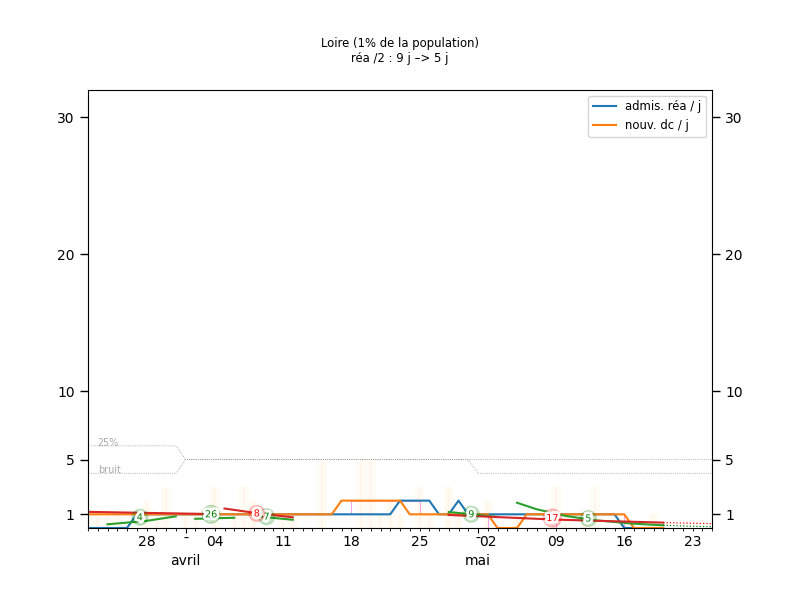 Loire (1% de la population)
réa /2 : 9 j –> 5 j
admis. réa / j
nouv. dc / j
30 30
20 20
10 10
25%
5 5
bruit
1 1
4 26 8 7 9 17 5
28 - 04 11 18 25 - 02 09 16 23
avril mai